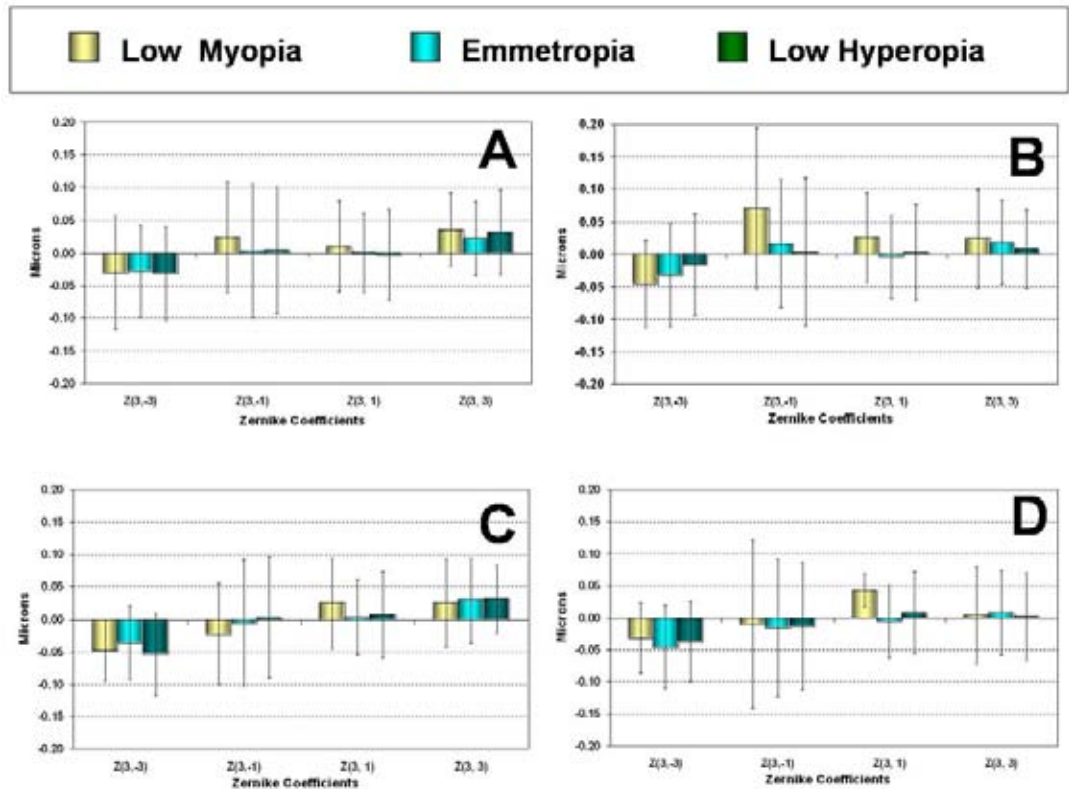 Low Myopia Emmetropia Low Hyperopia
A
0.20
0.15
0.10
0.05
0.00
-0.05
-0.10
-0.15
-0.20
Microns
Z(3,-3) Z(3,-1) Z(3, 1) Z(3, 3)
Zernike Coefficients
B
0.20
0.15
0.10
0.05
0.00
-0.05
-0.10
-0.15
-0.20
Microns
Z(3,-3) Z(3,-1) Z(3, 1) Z(3, 3)
Zernike Coefficients
C
0.20
0.15
0.10
0.05
0.00
-0.05
-0.10
-0.15
-0.20
Microns
Z(3,-3) Z(3,-1) Z(3, 1) Z(3, 3)
Zernike Coefficients
D
0.20
0.15
0.10
0.05
0.00
-0.05
-0.10
-0.15
-0.20
Microns
Z(3,-3) Z(3,-1) Z(3, 1) Z(3, 3)
Zernike Coefficients